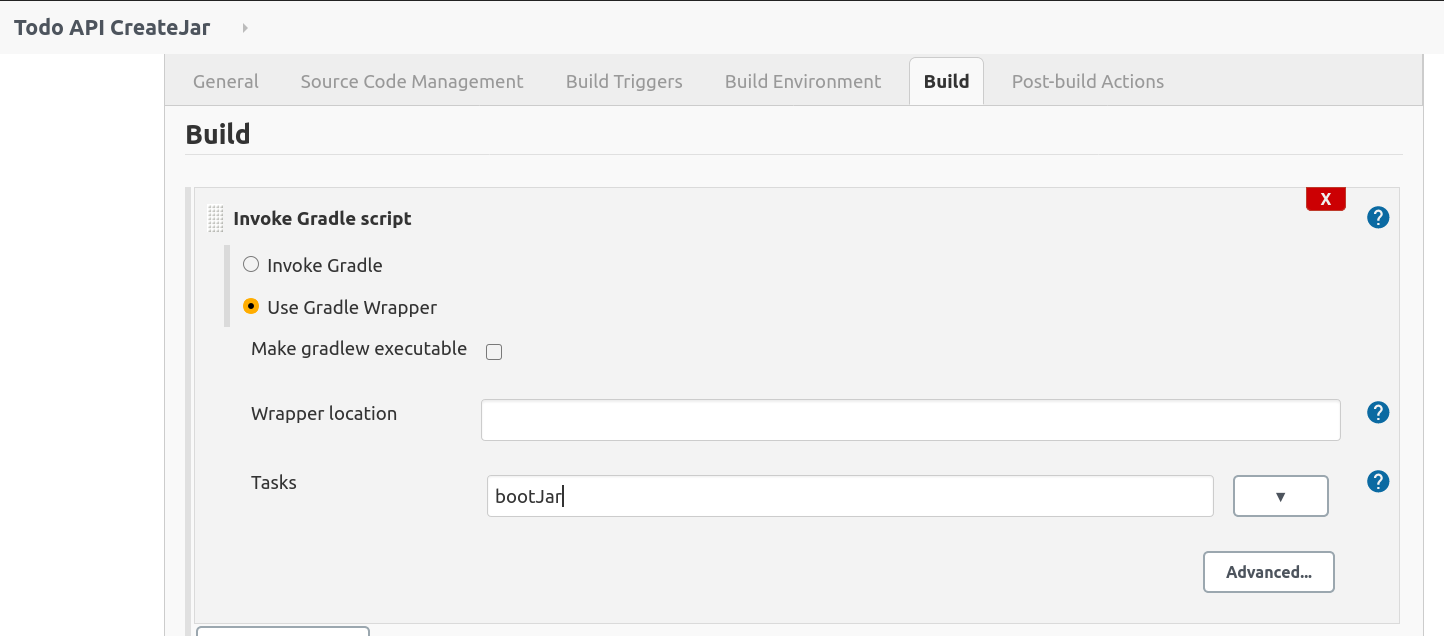 Todo API CreateJar
General Source Code Management Build Triggers Build Environment Build Post-build Actions
Build
X
Invoke Gradle script ?
Invoke Gradle
Use Gradle Wrapper
Make gradlew executable
Wrapper location ?
Tasks bootJar ?
Advanced...